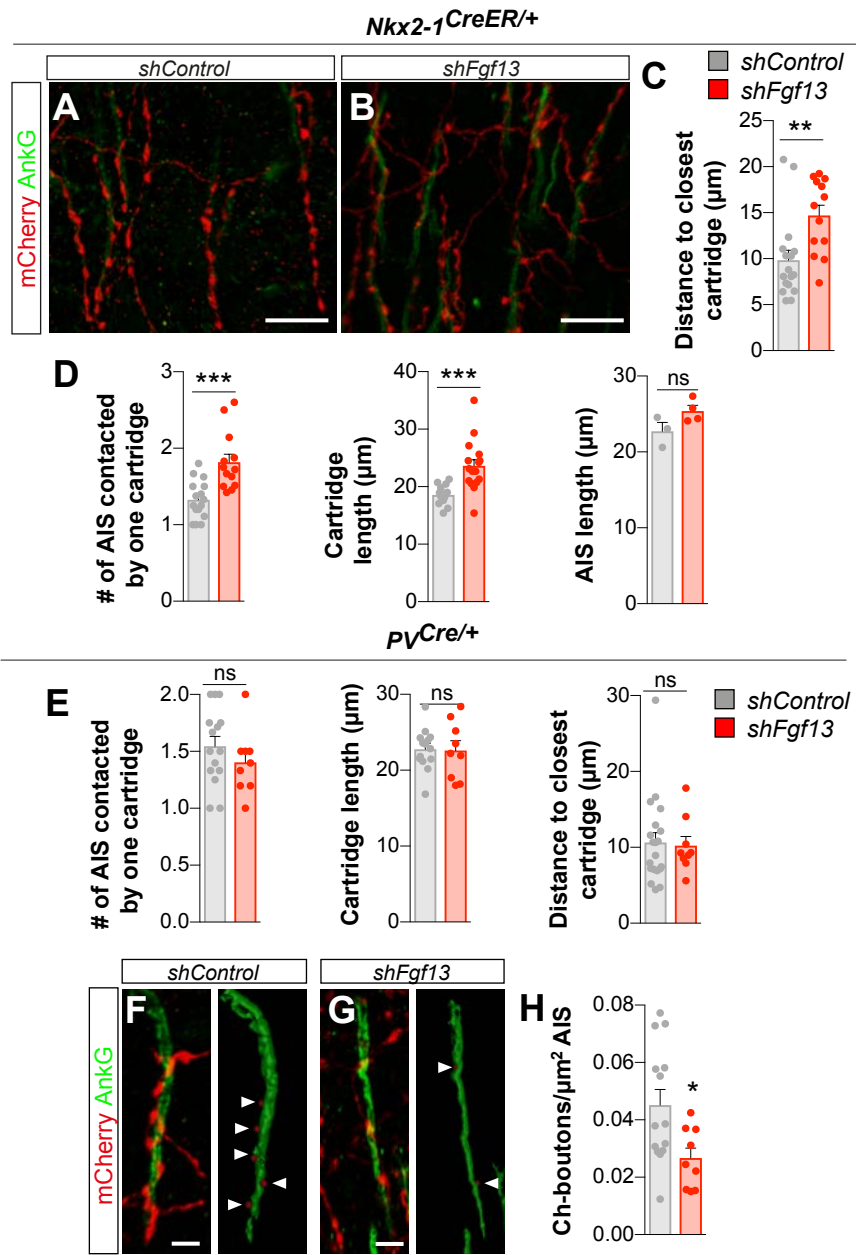 Nkx2-1CreER/+
shControl
shFgf13
mCherry AnkG
A
B
C
shControl
shFgf13
Distance to closest
cartridge (µm)
25
20
15
10
5
0
**
D
# of AIS contacted
by one cartridge
3
2
1
0
***
Cartridge
length (µm)
40
30
20
10
0
***
AIS length (µm)
30
20
10
0
ns
PVCre/+
E
# of AIS contacted
by one cartridge
2.0
1.5
1.0
0.5
0.0
ns
Cartridge length (µm)
30
20
10
0
ns
Distance to closest
cartridge (µm)
30
20
10
0
ns
shControl
shFgf13
shControl
shFgf13
mCherry AnkG
F
G
H
Ch-boutons/µm² AIS
0.08
0.06
0.04
0.02
0.00
*